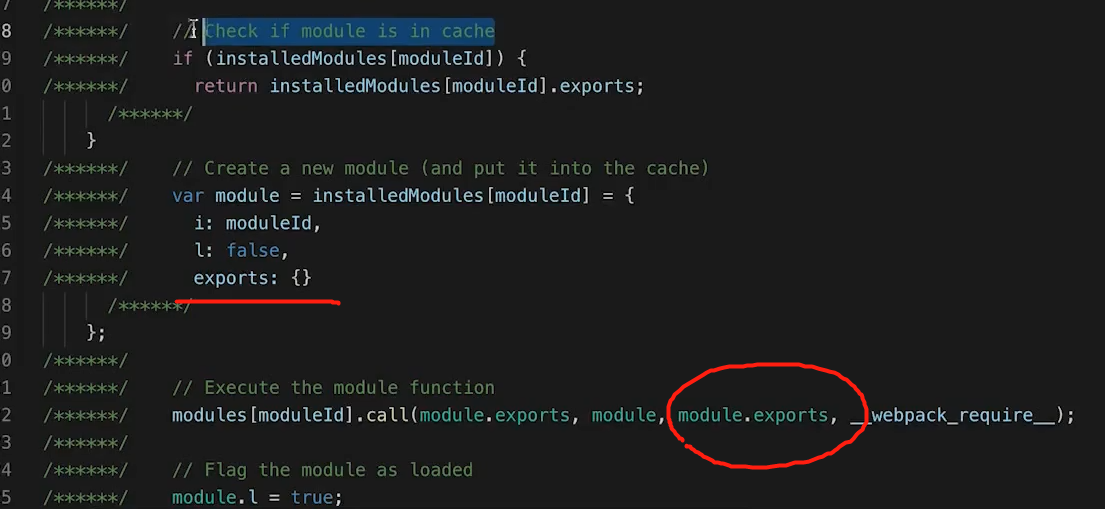 7 /******/
8 /******/ // Check if module is in cache
9 /******/ if (installedModules[moduleId]) {
0 /******/ return installedModules[moduleId].exports;
1 /******/
2 }
3 /******/ // Create a new module (and put it into the cache)
4 /******/ var module = installedModules[moduleId] = {
5 /******/ i: moduleId,
6 /******/ l: false,
7 /******/ exports: {}
8 /******/
9 };
0 /******/
1 /******/ // Execute the module function
2 /******/ modules[moduleId].call(module.exports, module, module.exports, __webpack_require__);
3 /******/
4 /******/ // Flag the module as loaded
5 /******/ module.l = true;